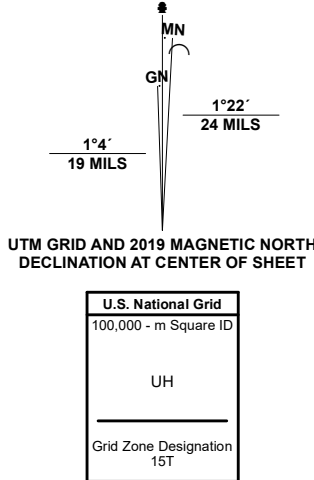 MN
GN
1°22´
24 MILS
1°4´
19 MILS
UTM GRID AND 2019 MAGNETIC NORTH
DECLINATION AT CENTER OF SHEET
U.S. National Grid
100,000 - m Square ID
UH
Grid Zone Designation
15T